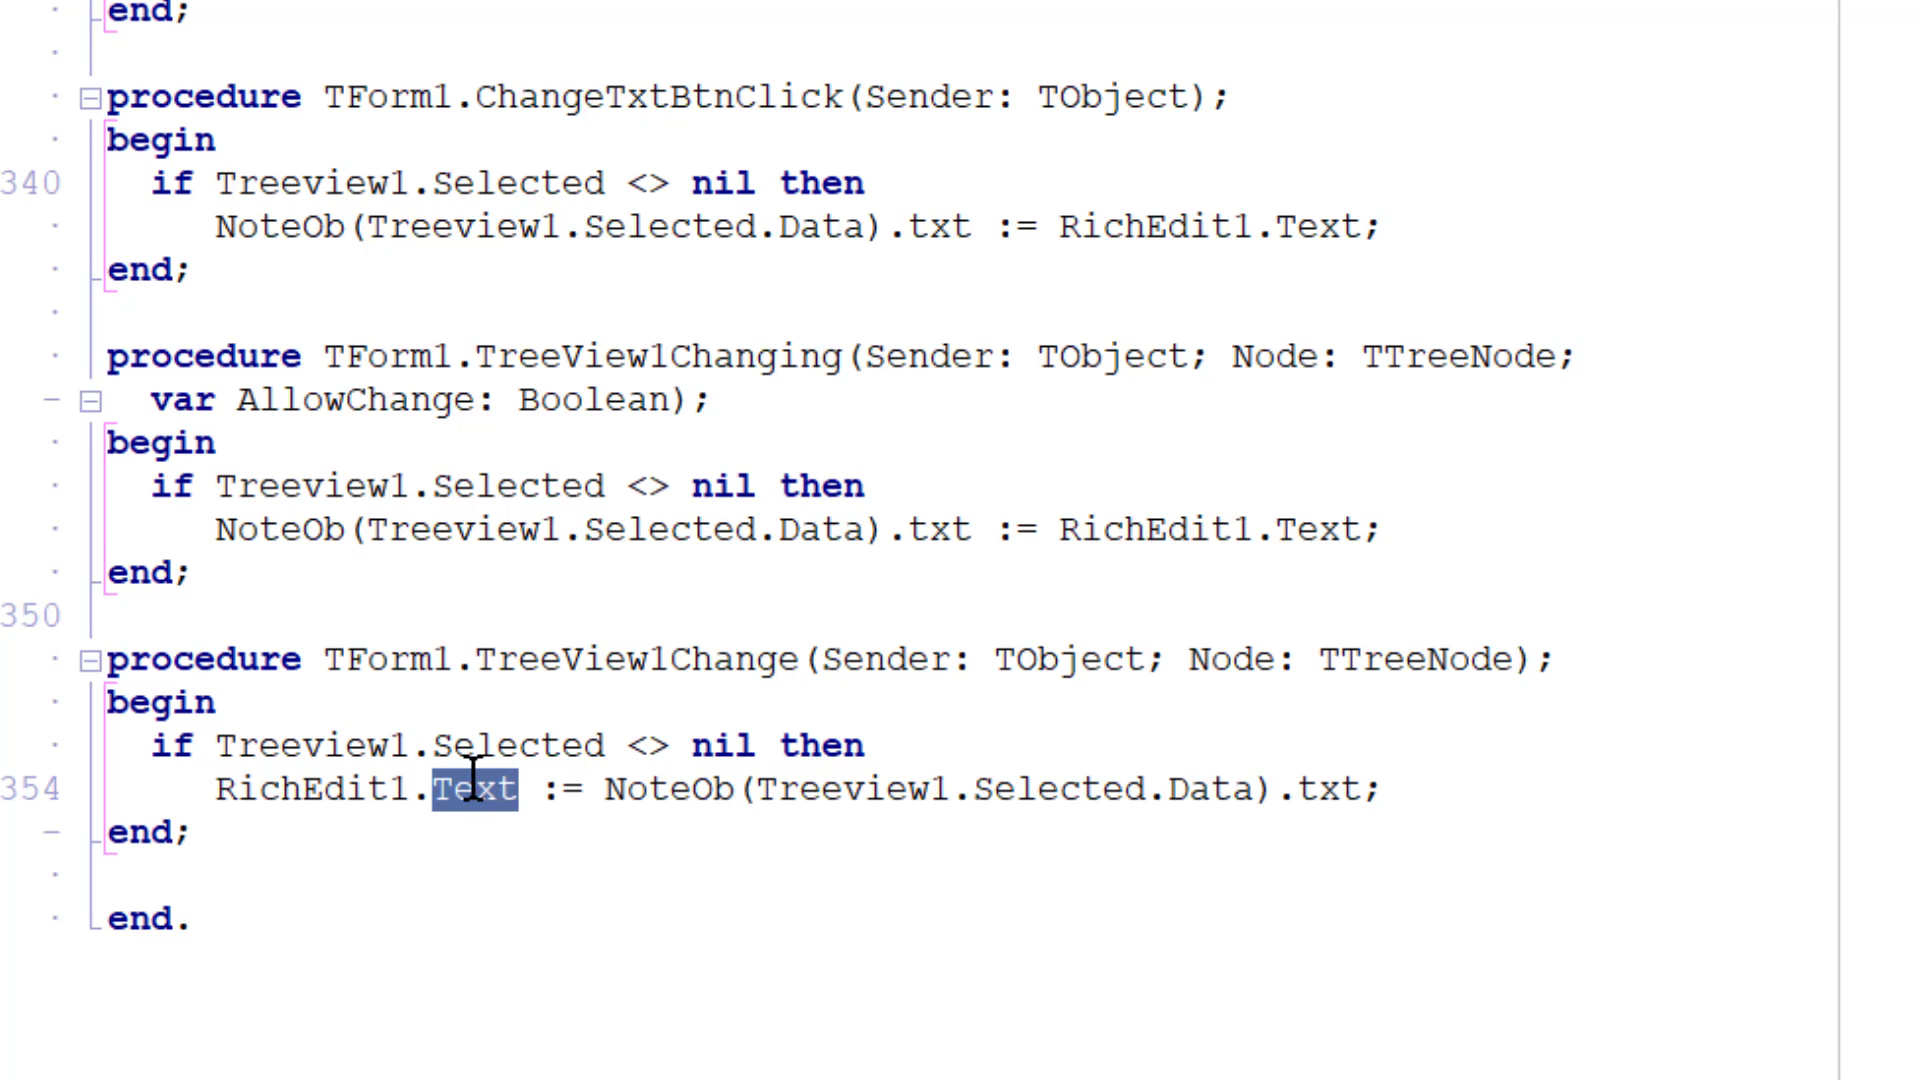 end;
procedure TForm1.ChangeTxtBtnClick(Sender: TObject);
begin
340 if Treeview1.Selected <> nil then
NoteOb(Treeview1.Selected.Data).txt := RichEdit1.Text;
end;
procedure TForm1.TreeView1Changing(Sender: TObject; Node: TTreeNode;
var AllowChange: Boolean);
begin
if Treeview1.Selected <> nil then
NoteOb(Treeview1.Selected.Data).txt := RichEdit1.Text;
end;
350
procedure TForm1.TreeView1Change(Sender: TObject; Node: TTreeNode);
begin
if Treeview1.Selected <> nil then
354 RichEdit1.Text := NoteOb(Treeview1.Selected.Data).txt;
end;
end.